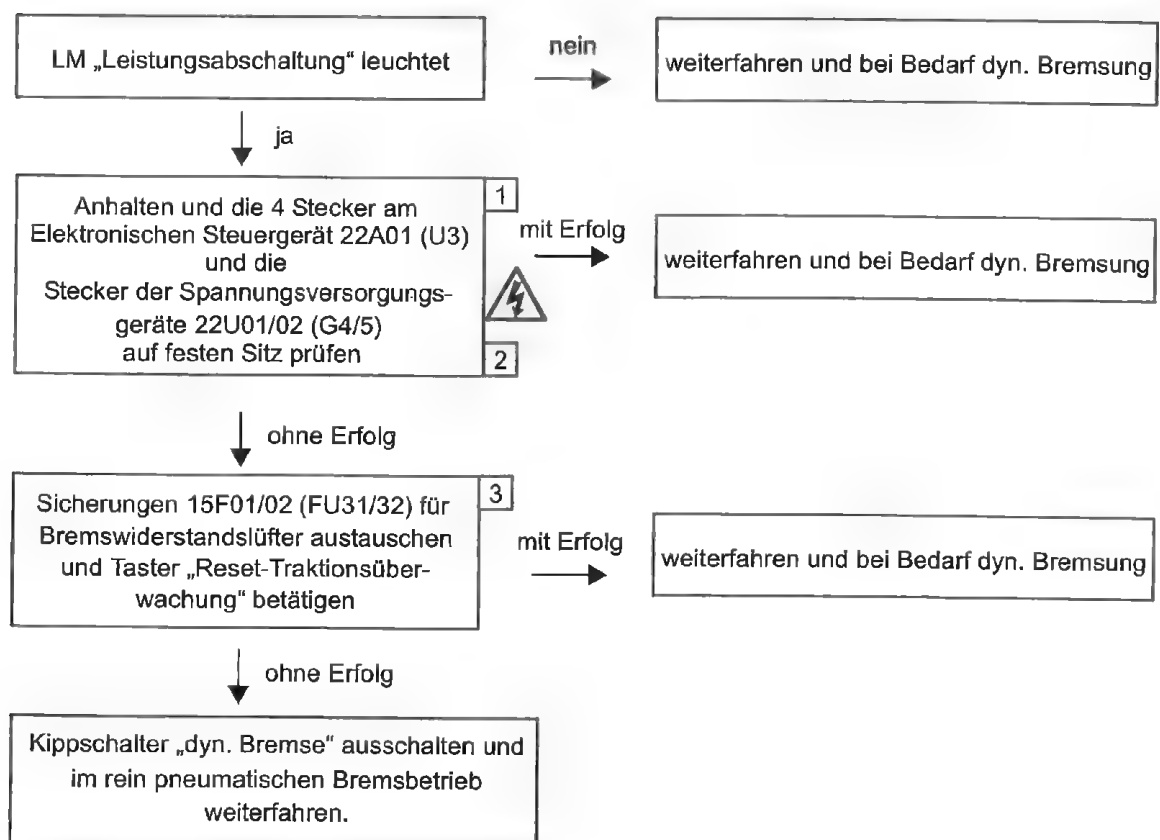 LM „Leistungsabschaltung“ leuchtet
nein
weiterfahren und bei Bedarf dyn. Bremsung
ja
Anhalten und die 4 Stecker am
Elektronischen Steuergerät 22A01 (U3)
und die
Stecker der Spannungsversorgungs-
geräte 22U01/02 (G4/5)
auf festen Sitz prüfen
1
2
mit Erfolg
weiterfahren und bei Bedarf dyn. Bremsung
ohne Erfolg
Sicherungen 15F01/02 (FU31/32) für
Bremswiderstandslüfter austauschen
und Taster „Reset-Traktionsüber-
wachung“ betätigen
3
mit Erfolg
weiterfahren und bei Bedarf dyn. Bremsung
ohne Erfolg
Kippschalter „dyn. Bremse“ ausschalten und
im rein pneumatischen Bremsbetrieb
weiterfahren.